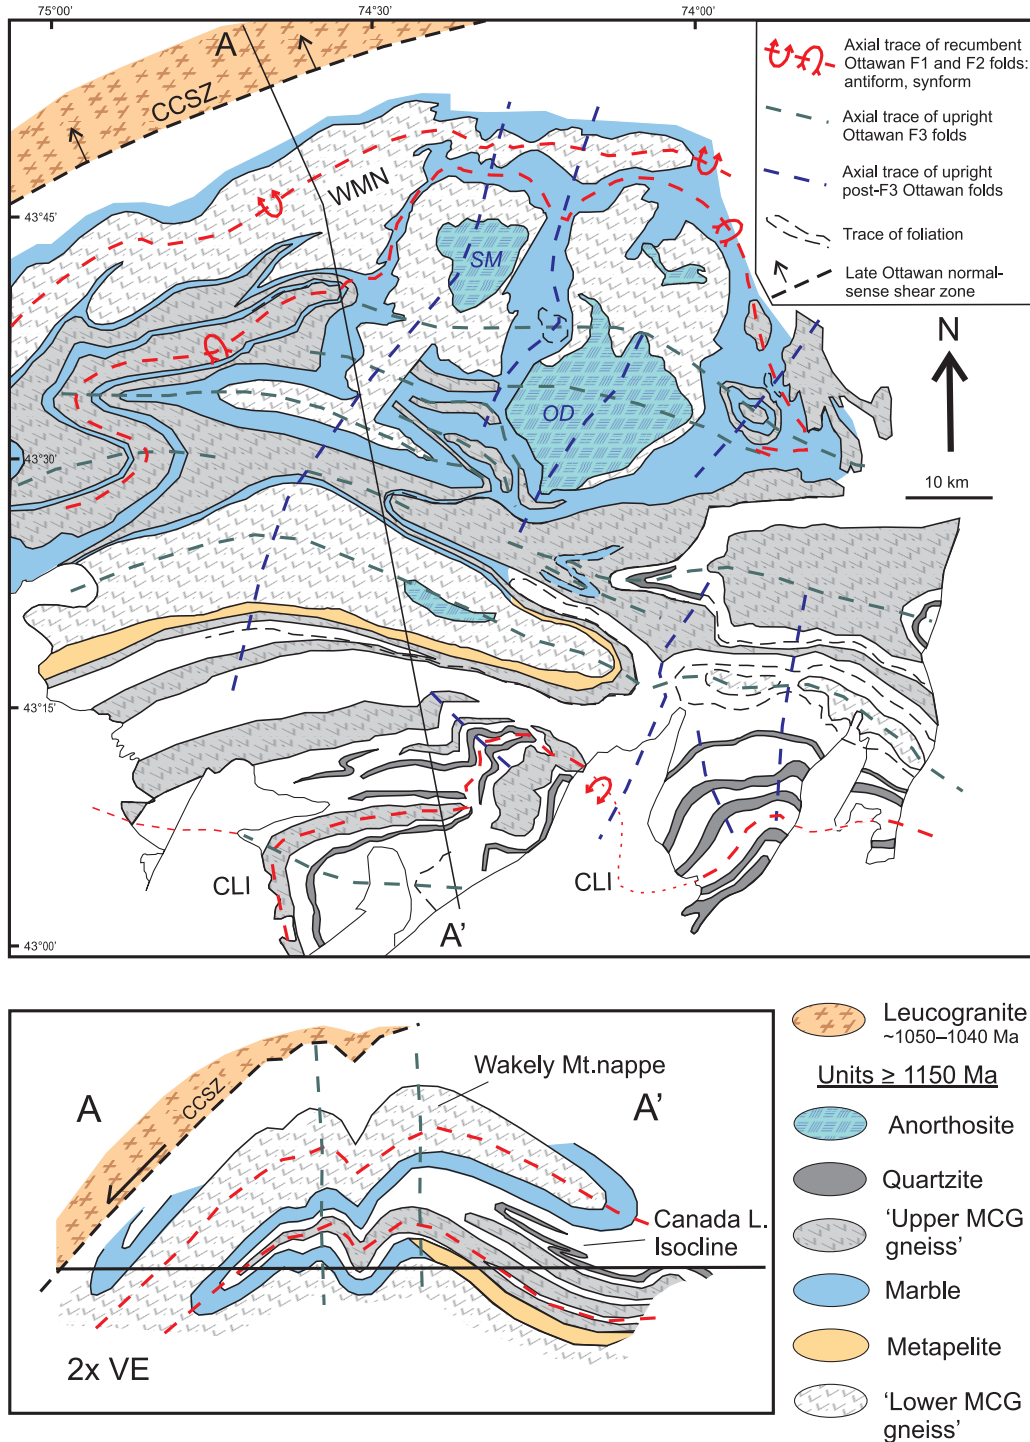 75°00'
74°30'
74°00'
A
CCSZ
WMN
SM
OD
43°45'
43°30'
43°15'
43°00'
CLI
CLI
A'
Axial trace of recumbent
Ottawan F1 and F2 folds:
antiform, synform
Axial trace of upright
Ottawan F3 folds
Axial trace of upright
post-F3 Ottawan folds
Trace of foliation
Late Ottawan normal-
sense shear zone
N
10 km
A
CCSZ
Wakely Mt.nappe
A'
Canada L.
Isocline
2x VE
Leucogranite
~1050–1040 Ma
Units ≥ 1150 Ma
Anorthosite
Quartzite
'Upper MCG
gneiss'
Marble
Metapelite
'Lower MCG
gneiss'